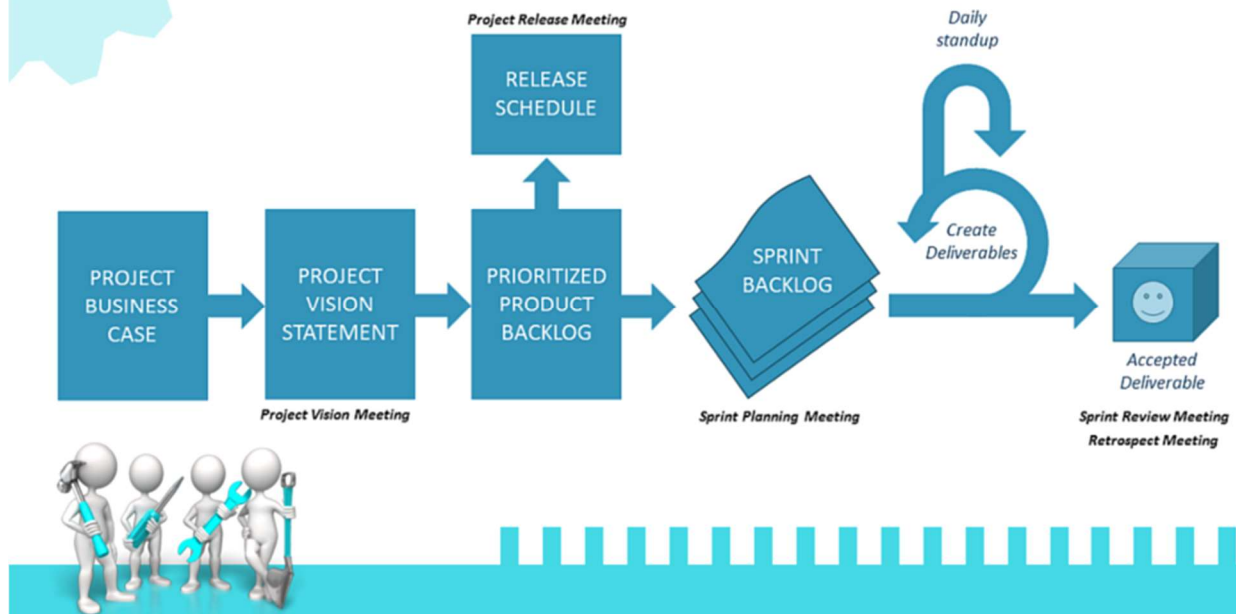 Project Release Meeting
RELEASE
SCHEDULE
Daily
standup
PROJECT
BUSINESS
CASE
PROJECT
VISION
STATEMENT
Project Vision Meeting
PRIORITIZED
PRODUCT
BACKLOG
SPRINT
BACKLOG
Sprint Planning Meeting
Create
Deliverables
Accepted
Deliverable
Sprint Review Meeting
Retrospect Meeting